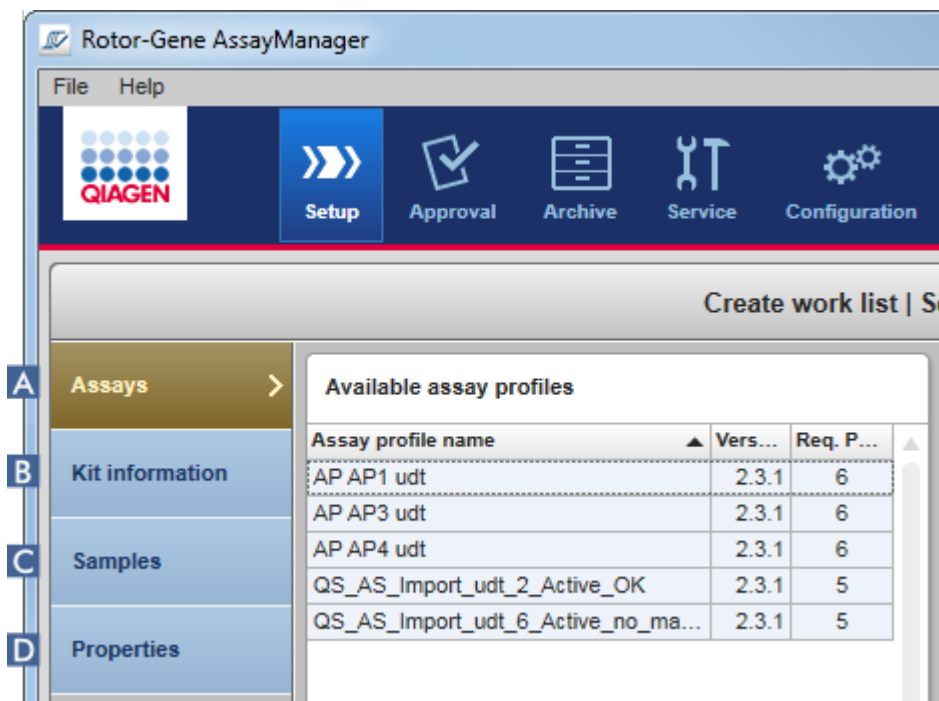 Rotor-Gene AssayManager
File Help
QIAGEN
Setup Approval Archive Service Configuration
Create work list | S
A Assays
Available assay profiles
Assay profile name Vers... Req. P...
B Kit information
AP AP1 udt 2.3.1 6
AP AP3 udt 2.3.1 6
C Samples
AP AP4 udt 2.3.1 6
QS_AS_Import_udt_2_Active_OK 2.3.1 5
QS_AS_Import_udt_6_Active_no_ma... 2.3.1 5
D Properties